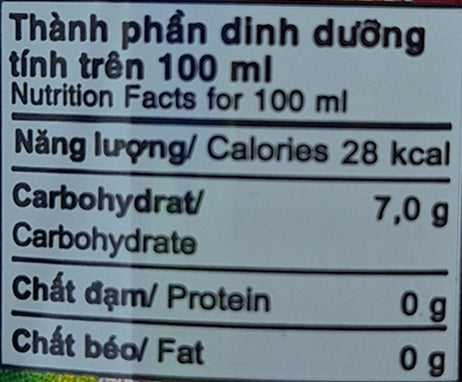 Thành phần dinh dưỡng
tính trên 100 ml
Nutrition Facts for 100 ml
Năng lượng/ Calories 28 kcal
Carbohydrat/ 7,0 g
Carbohydrate
Chất đạm/ Protein 0 g
Chất béo/ Fat 0 g